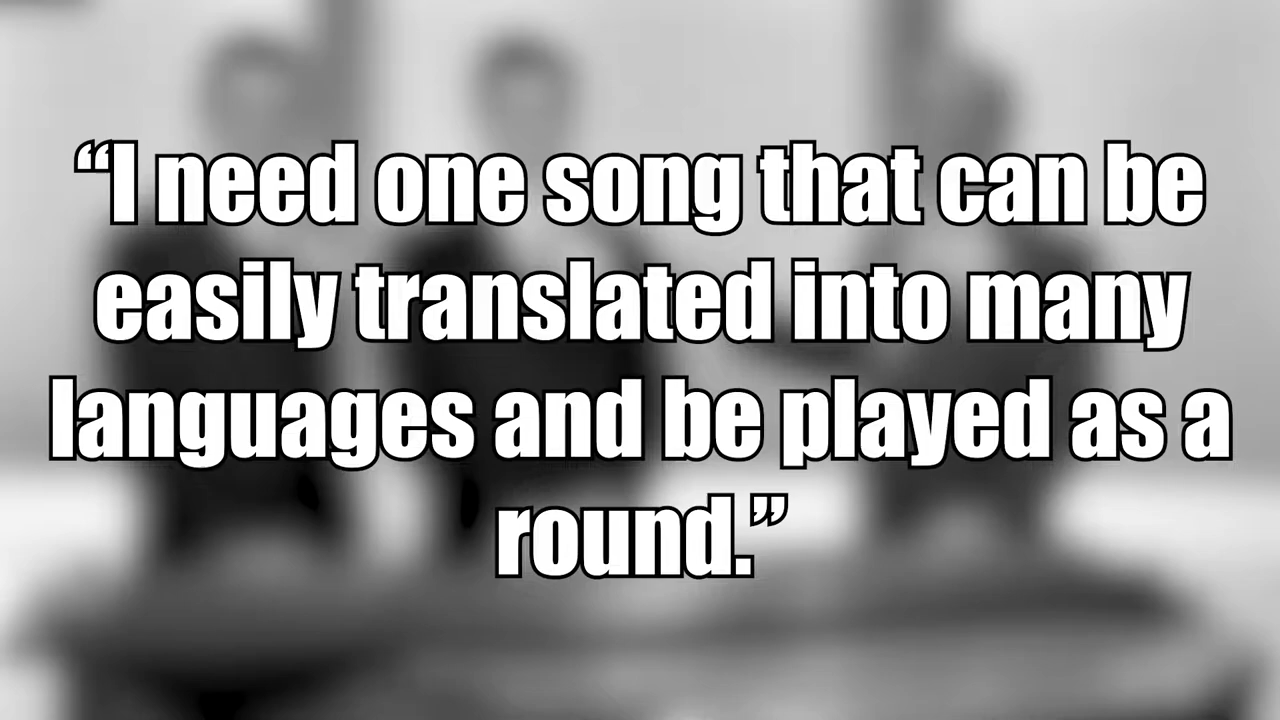 “I need one song that can be
easily translated into many
languages and be played as a
round.”